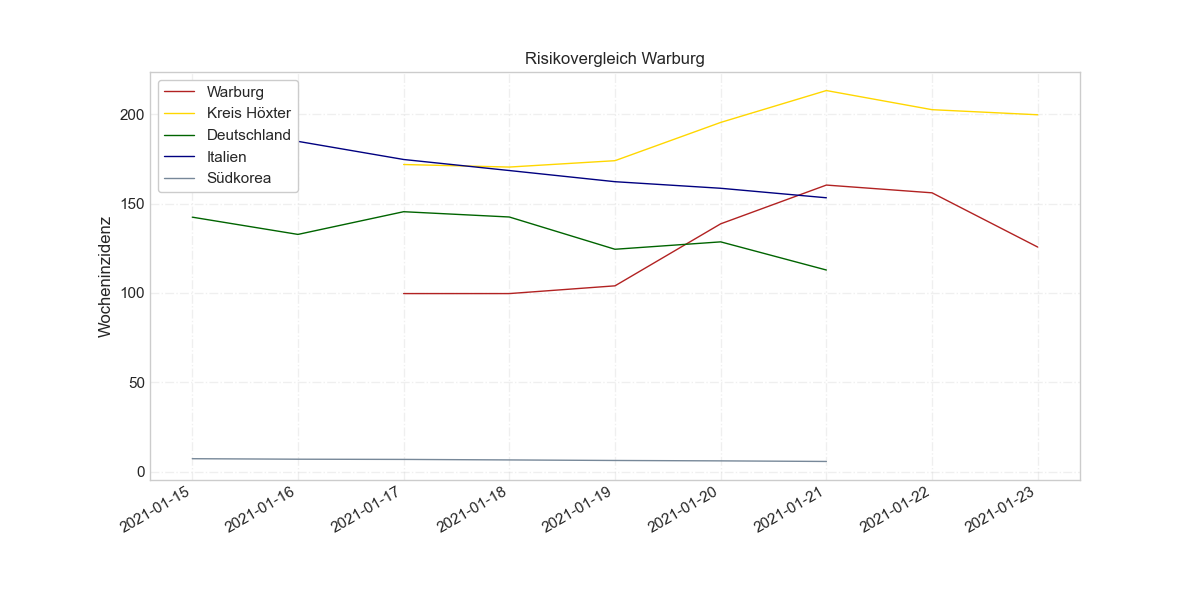 Risikovergleich Warburg
Warburg
Kreis Höxter
Deutschland
Italien
Südkorea
Wocheninzidenz
200
150
100
50
0
2021-01-15
2021-01-16
2021-01-17
2021-01-18
2021-01-19
2021-01-20
2021-01-21
2021-01-22
2021-01-23